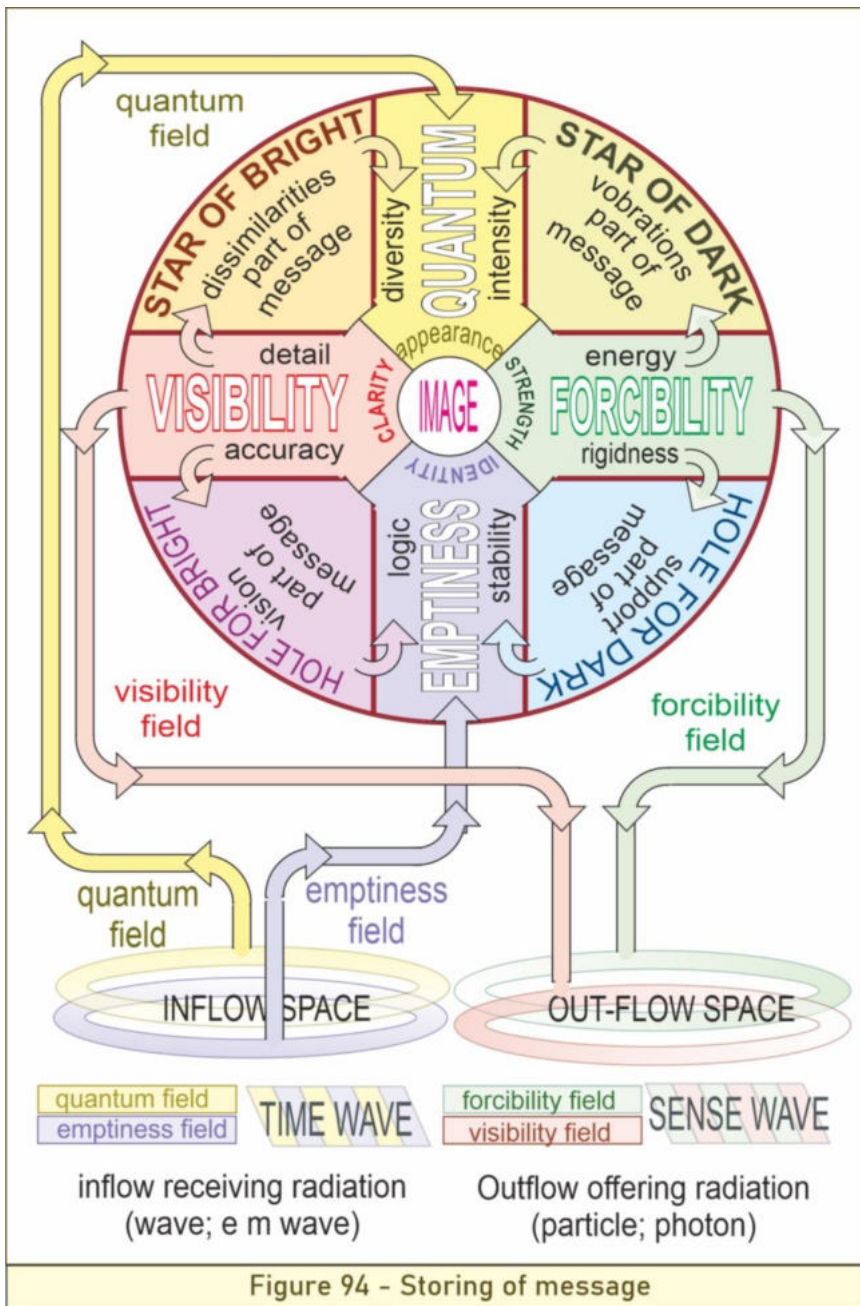 quantum
field
STAR OF BRIGHT
dissimilarities
part of
message
diversity
QUANTUM
intensity
STAR OF DARK
vobrations
part of
message
detail
VISIBILITY
accuracy
CLARITY
appearance
IMAGE
STRENGTH
IDENTITY
energy
FORCIBILITY
rigidness
HOLE FOR BRIGHT
vision
part of
message
logic
EMPTINESS
stability
HOLE FOR DARK
support
part of
message
visibility
field
forcibility
field
quantum
field
emptiness
field
INFLOW SPACE
OUT-FLOW SPACE
quantum field
emptiness field
TIME WAVE
forcibility field
visibility field
SENSE WAVE
inflow receiving radiation
(wave; e m wave)
Outflow offering radiation
(particle; photon)
Figure 94 - Storing of message